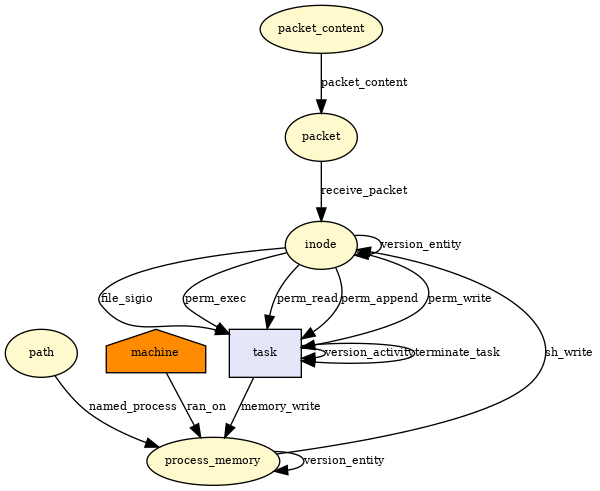 packet_content
packet_content
packet
receive_packet
inode
version_entity
file_sigio
perm_exec
perm_read
perm_append
perm_write
path
machine
task
version_activity
terminate_task
sh_write
named_process
ran_on
memory_write
process_memory
version_entity